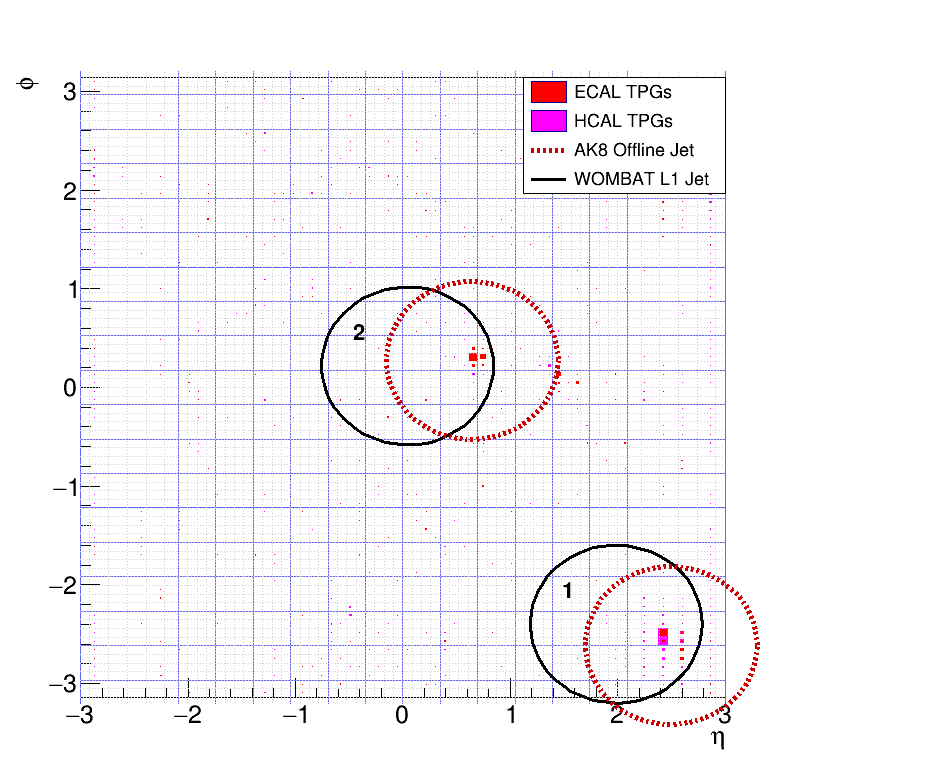 ϕ
3
2
1
0
−1
−2
−3
ECAL TPGs
HCAL TPGs
AK8 Offline Jet
WOMBAT L1 Jet
2
1
−3 −2 −1 0 1 2 3
η